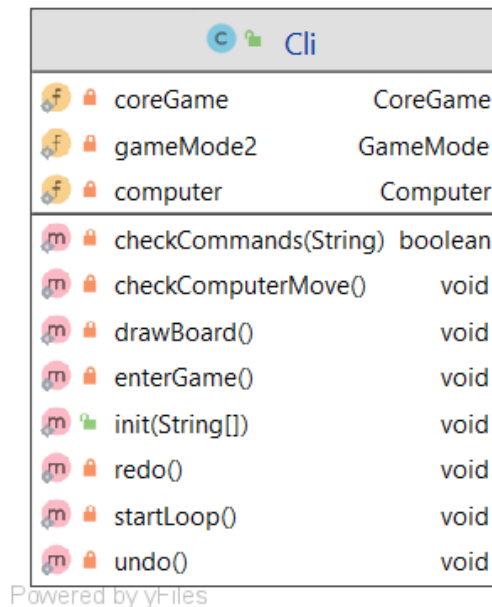 C Cli
f coreGame CoreGame
f gameMode2 GameMode
f computer Computer
m checkCommands(String) boolean
m checkComputerMove() void
m drawBoard() void
m enterGame() void
m init(String[]) void
m redo() void
m startLoop() void
m undo() void
Powered by yFiles